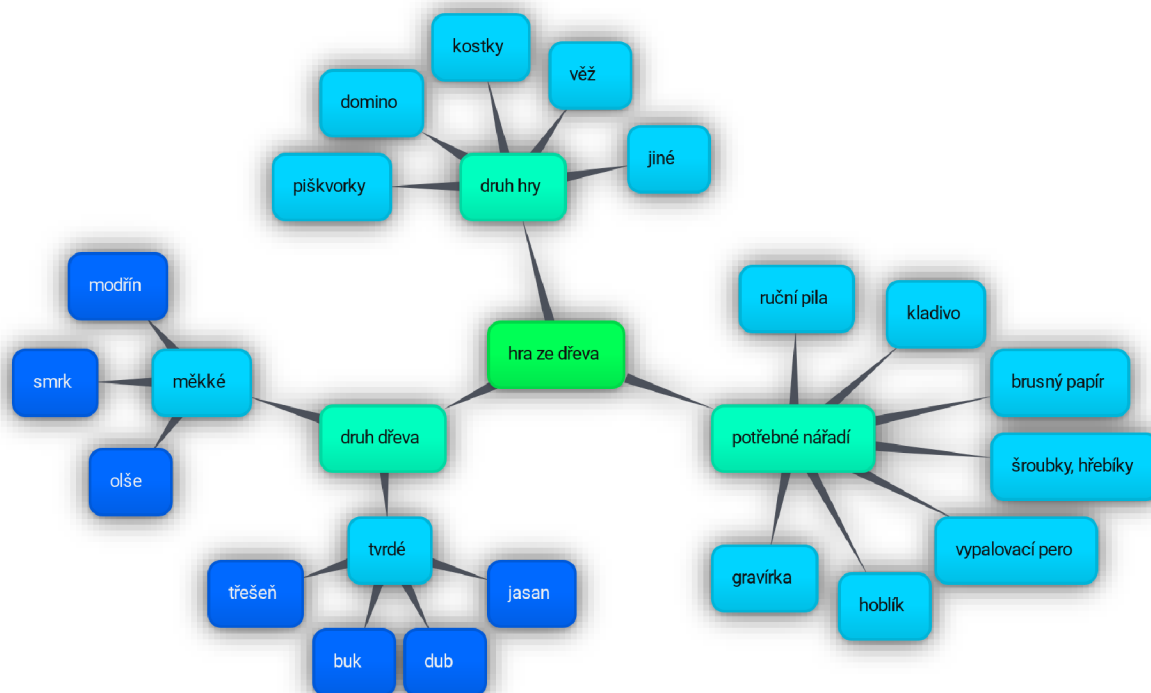 kostky
věž
domino
jiné
piškvorky
druh hry
modřín
ruční pila
kladivo
hra ze dřeva
smrk
měkké
brusný papír
druh dřeva
potřebné nářadí
šroubky, hřebíky
olše
tvrdé
vypalovací pero
gravírka
třešeň
jasan
hoblík
buk
dub